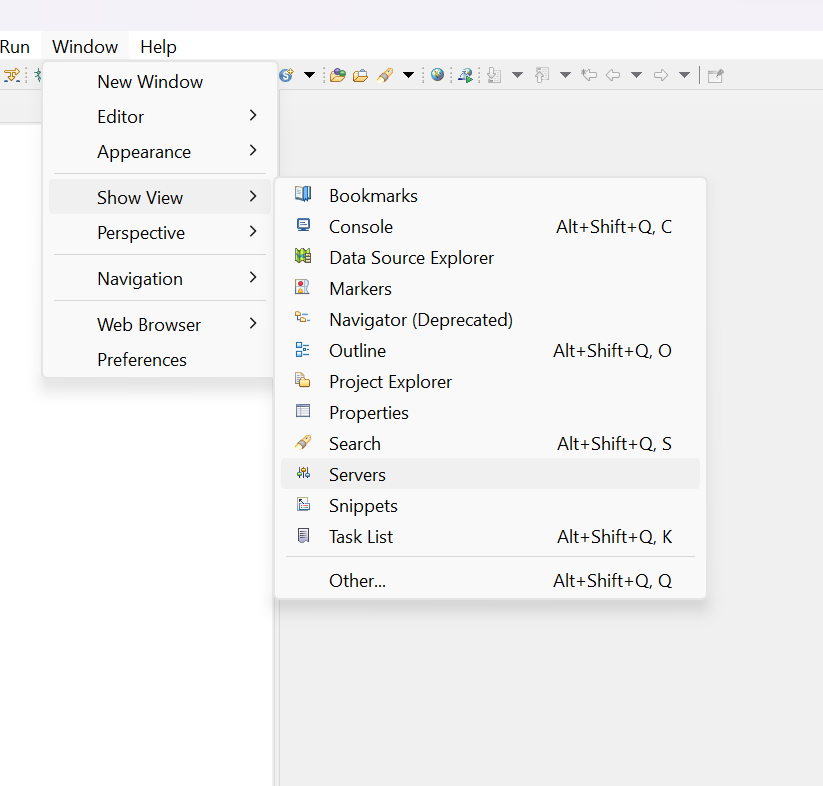 Run Window Help
New Window
Editor
Appearance
Show View
Perspective
Navigation
Web Browser
Preferences
Bookmarks
Console Alt+Shift+Q, C
Data Source Explorer
Markers
Navigator (Deprecated)
Outline Alt+Shift+Q, O
Project Explorer
Properties
Search Alt+Shift+Q, S
Servers
Snippets
Task List Alt+Shift+Q, K
Other... Alt+Shift+Q, Q